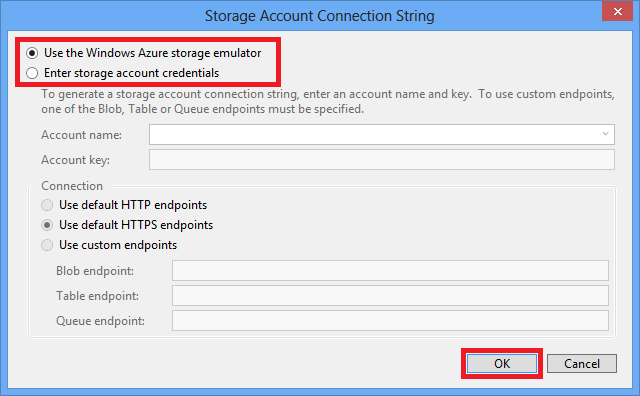 Storage Account Connection String
Use the Windows Azure storage emulator
Enter storage account credentials
To generate a storage account connection string, enter an account name and key.  To use custom endpoints,
one of the Blob, Table or Queue endpoints must be specified.
Account name:
Account key:
Connection
Use default HTTP endpoints
Use default HTTPS endpoints
Use custom endpoints
Blob endpoint:
Table endpoint:
Queue endpoint:
OK
Cancel